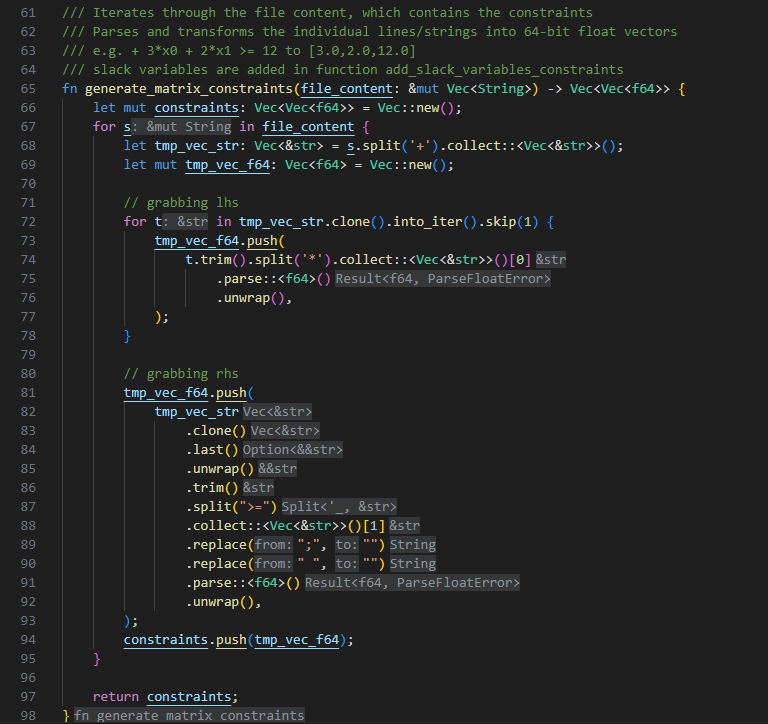 61 /// Iterates through the file content, which contains the constraints
62 /// Parses and transforms the individual lines/strings into 64-bit float vectors
63 /// e.g. + 3*x0 + 2*x1 >= 12 to [3.0,2.0,12.0]
64 /// slack variables are added in function add_slack_variables_constraints
65 fn generate_matrix_constraints(file_content: &mut Vec<String>) -> Vec<Vec<f64>> {
66     let mut constraints: Vec<Vec<f64>> = Vec::new();
67     for s: &mut String in file_content {
68         let tmp_vec_str: Vec<&str> = s.split('+').collect::<Vec<&str>>();
69         let mut tmp_vec_f64: Vec<f64> = Vec::new();
70
71         // grabbing lhs
72         for t: &str in tmp_vec_str.clone().into_iter().skip(1) {
73             tmp_vec_f64.push(
74                 t.trim().split('*').collect::<Vec<&str>>()[0] &str
75                     .parse::<f64>() Result<f64, ParseFloatError>
76                     .unwrap(),
77             );
78         }
79
80         // grabbing rhs
81         tmp_vec_f64.push(
82             tmp_vec_str Vec<&str>
83                 .clone() Vec<&str>
84                 .last() Option<&&str>
85                 .unwrap() &&str
86                 .trim() &str
87                 .split(">=") Split<'_, &str>
88                 .collect::<Vec<&str>>()[1] &str
89                 .replace(from: ";", to: "") String
90                 .replace(from: " ", to: "") String
91                 .parse::<f64>() Result<f64, ParseFloatError>
92                 .unwrap(),
93         );
94         constraints.push(tmp_vec_f64);
95     }
96
97     return constraints;
98 } fn generate_matrix_constraints